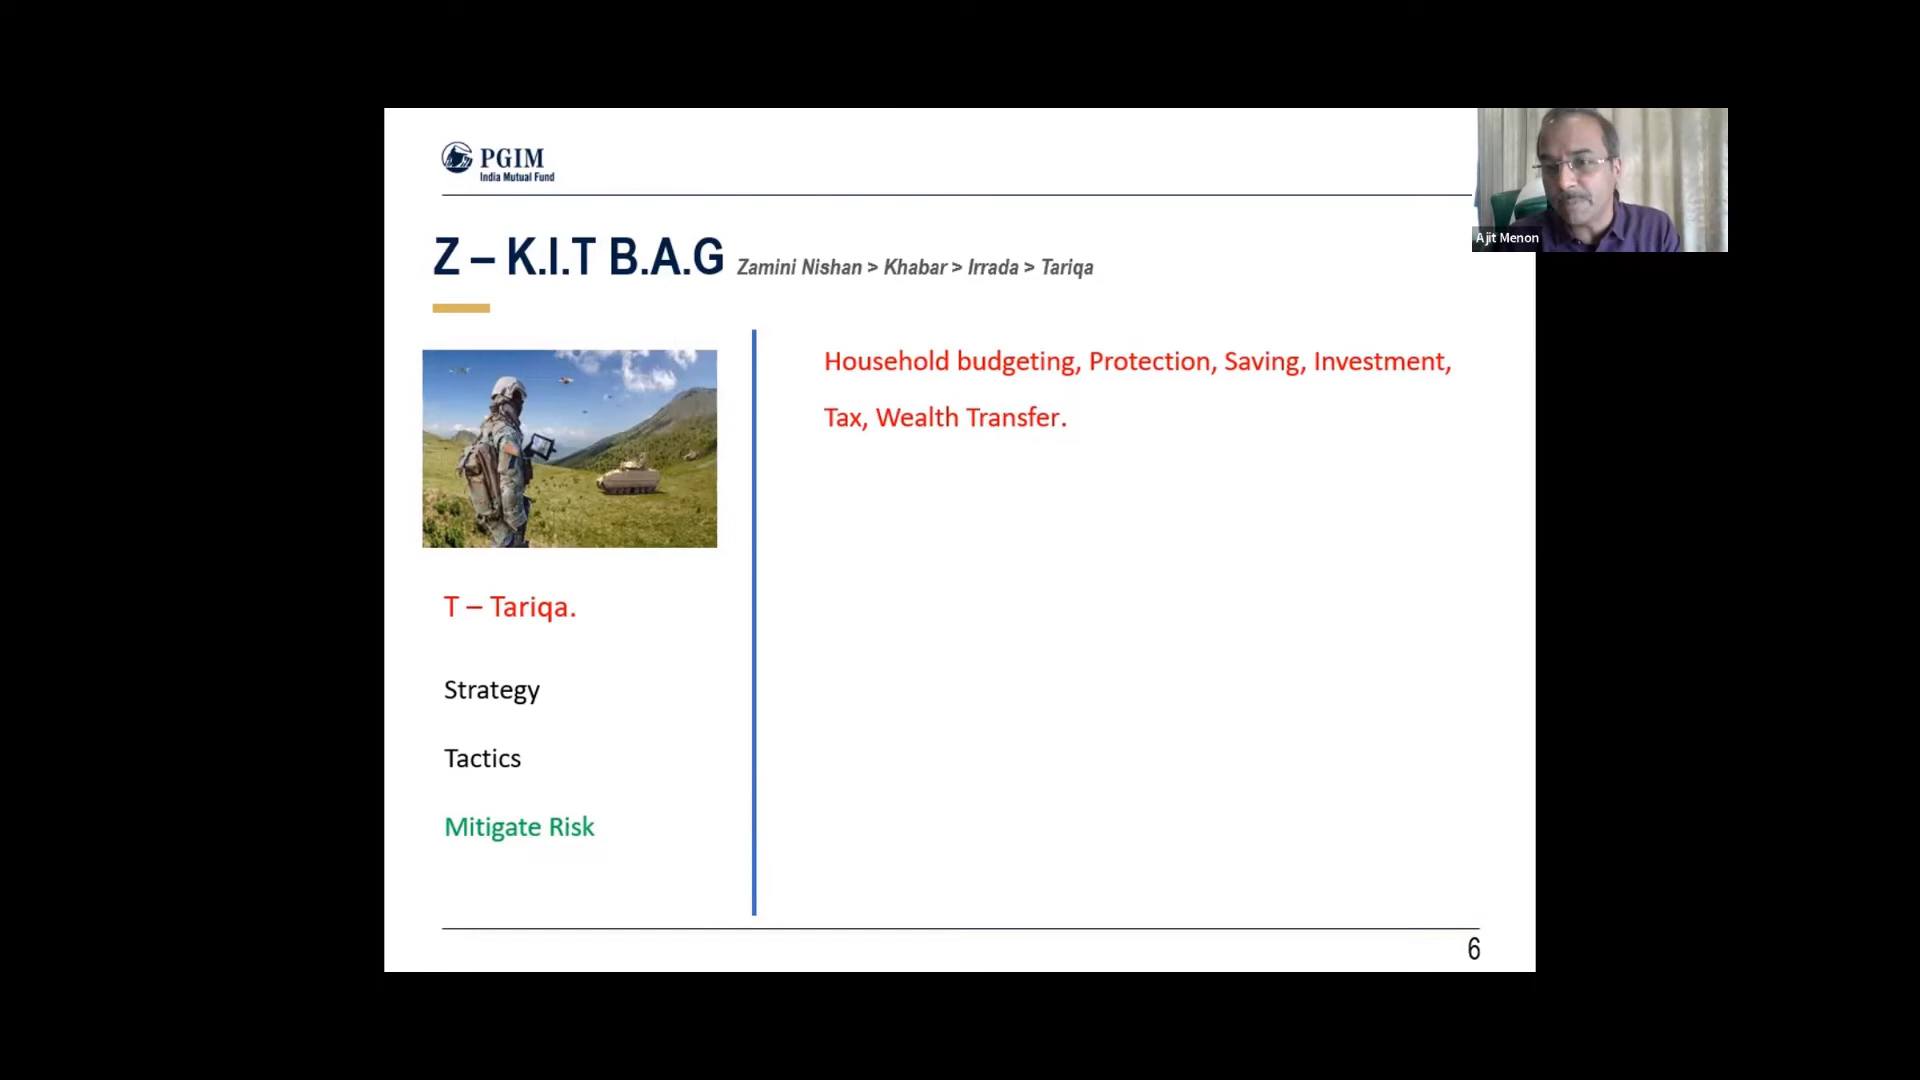 PGIM
India Mutual Fund
Ajit Menon
Z – K.I.T B.A.G Zamini Nishan > Khabar > Irrada > Tariqa
Household budgeting, Protection, Saving, Investment,
Tax, Wealth Transfer.
T – Tariqa.
Strategy
Tactics
Mitigate Risk
6